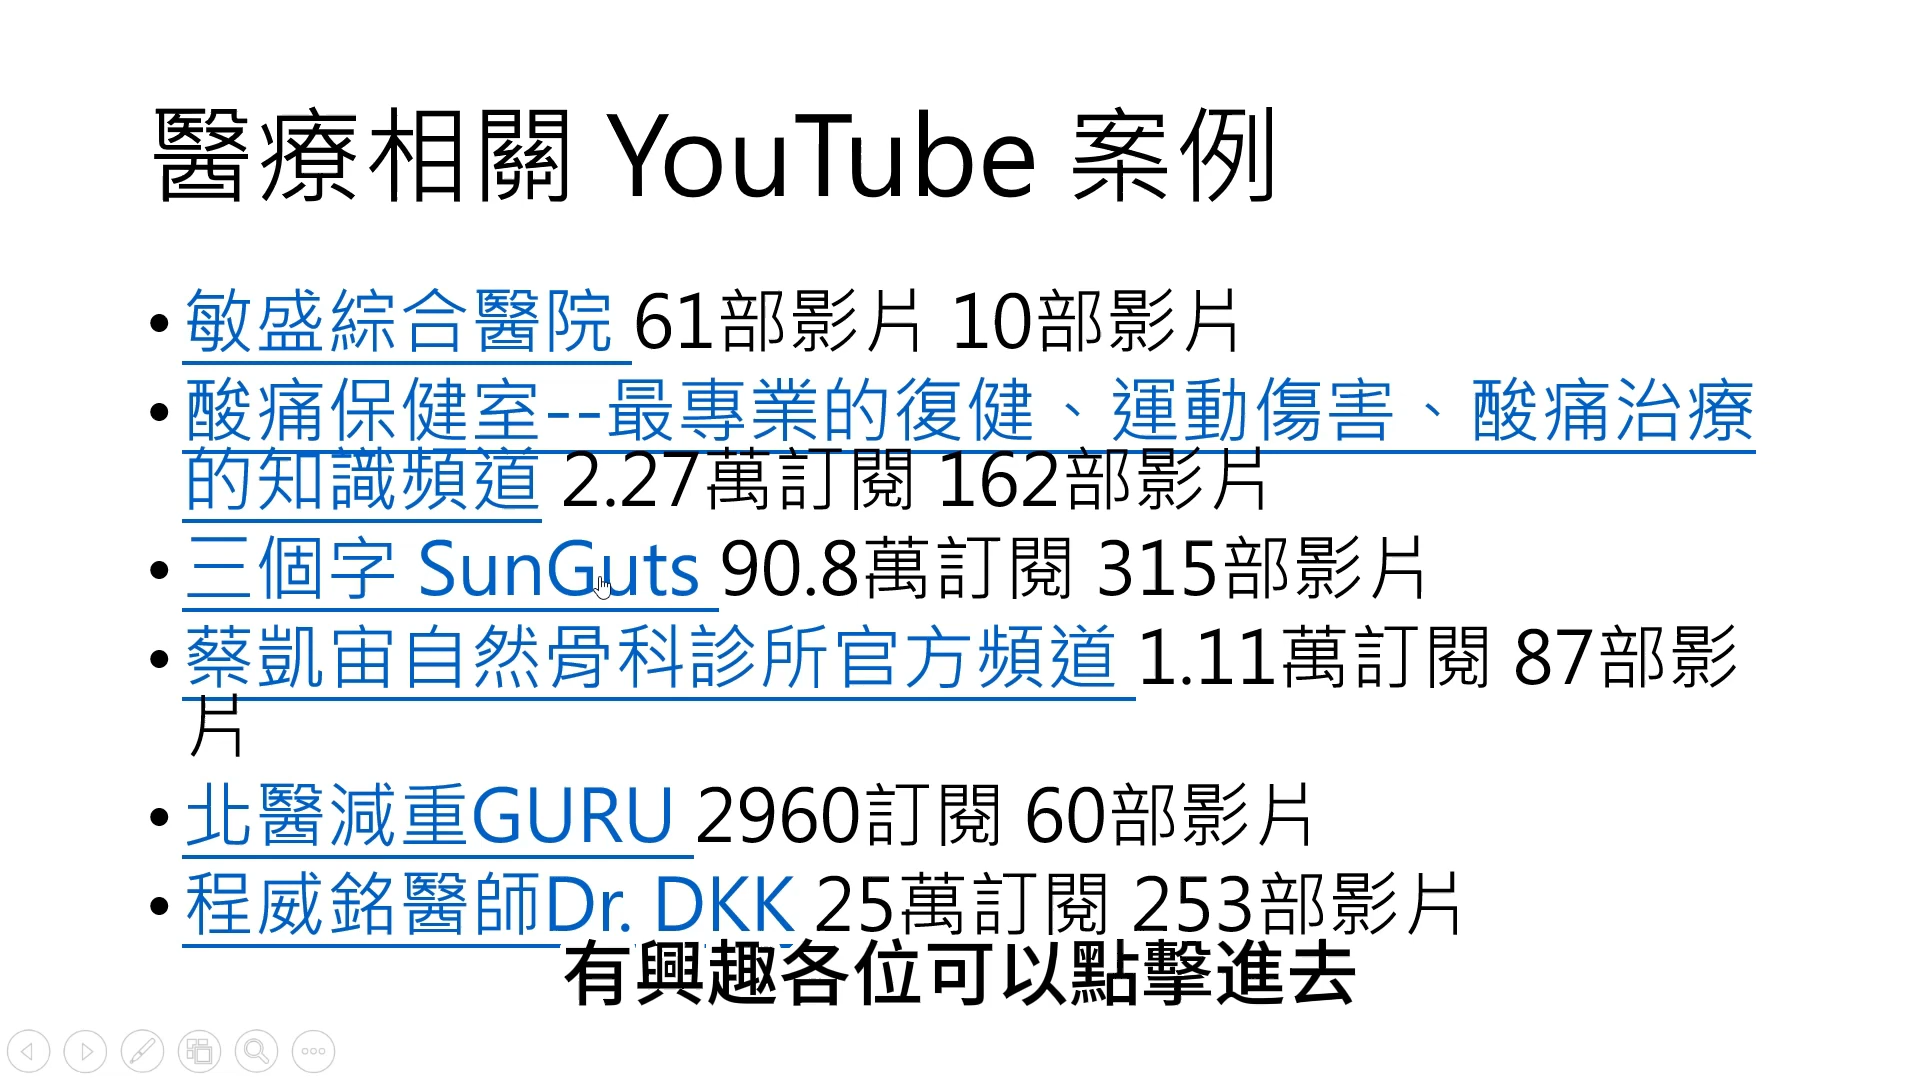 醫療相關 YouTube 案例
• 敏盛綜合醫院 61部影片 10部影片
• 酸痛保健室--最專業的復健、運動傷害、酸痛治療
的知識頻道 2.27萬訂閱 162部影片
• 三個字 SunGuts 90.8萬訂閱 315部影片
• 蔡凱宙自然骨科診所官方頻道 1.11萬訂閱 87部影
片
• 北醫減重GURU 2960訂閱 60部影片
• 程威銘醫師Dr. DKK 25萬訂閱 253部影片
有興趣各位可以點擊進去